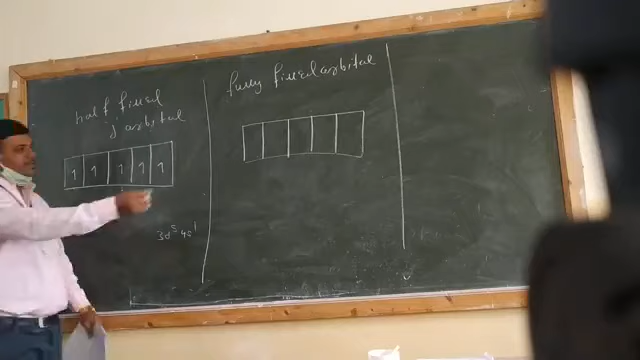 half filled
orbital
1 1 1 1 1
3d⁵ 4s¹
fully filled orbital